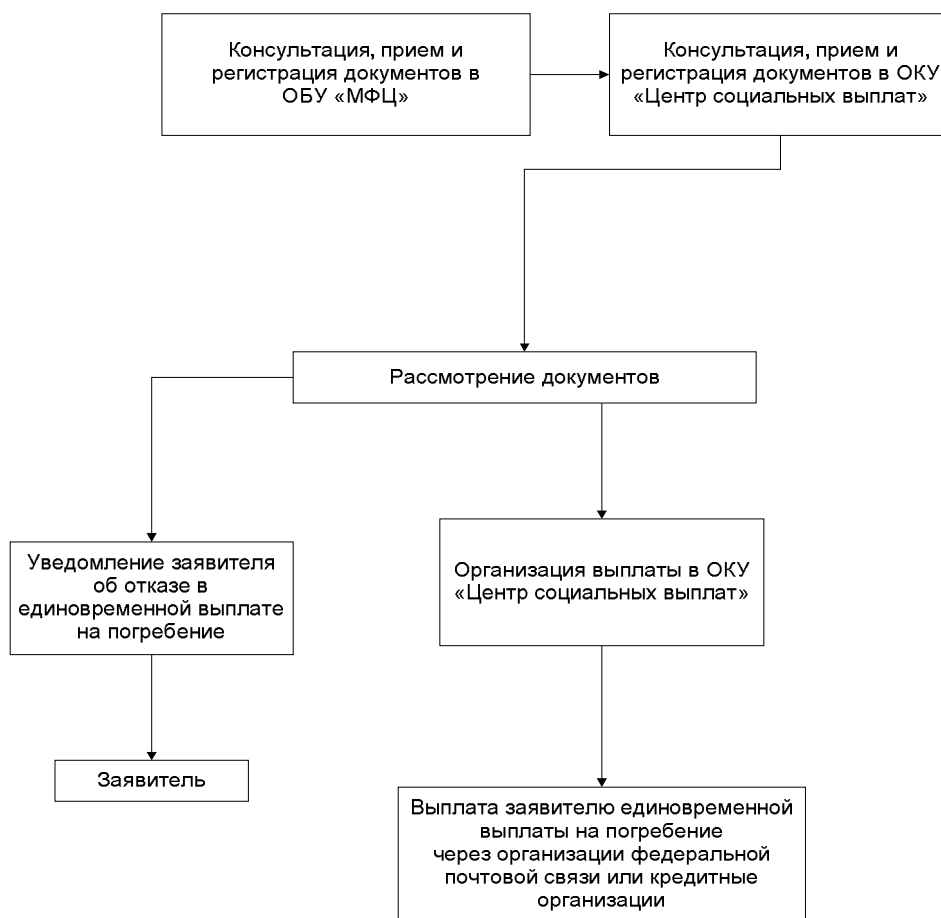 Консультация, прием и
регистрация документов в
ОБУ «МФЦ»
Консультация, прием и
регистрация документов в ОКУ
«Центр социальных выплат»
Рассмотрение документов
Уведомление заявителя
об отказе в
единовременной выплате
на погребение
Организация выплаты в ОКУ
«Центр социальных выплат»
Заявитель
Выплата заявителю единовременной
выплаты на погребение
через организации федеральной
почтовой связи или кредитные
организации